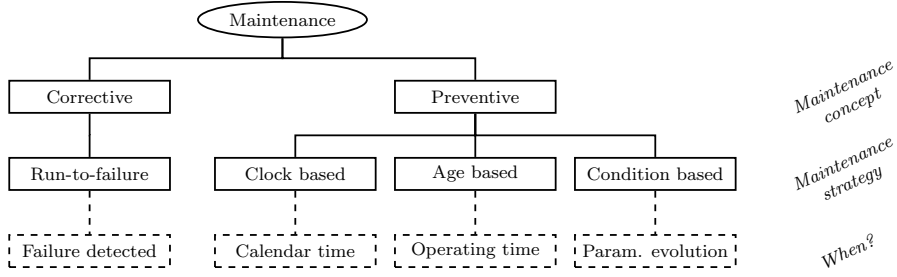 Maintenance
Corrective
Preventive
Maintenance
concept
Run-to-failure
Clock based
Age based
Condition based
Maintenance
strategy
Failure detected
Calendar time
Operating time
Param. evolution
When?